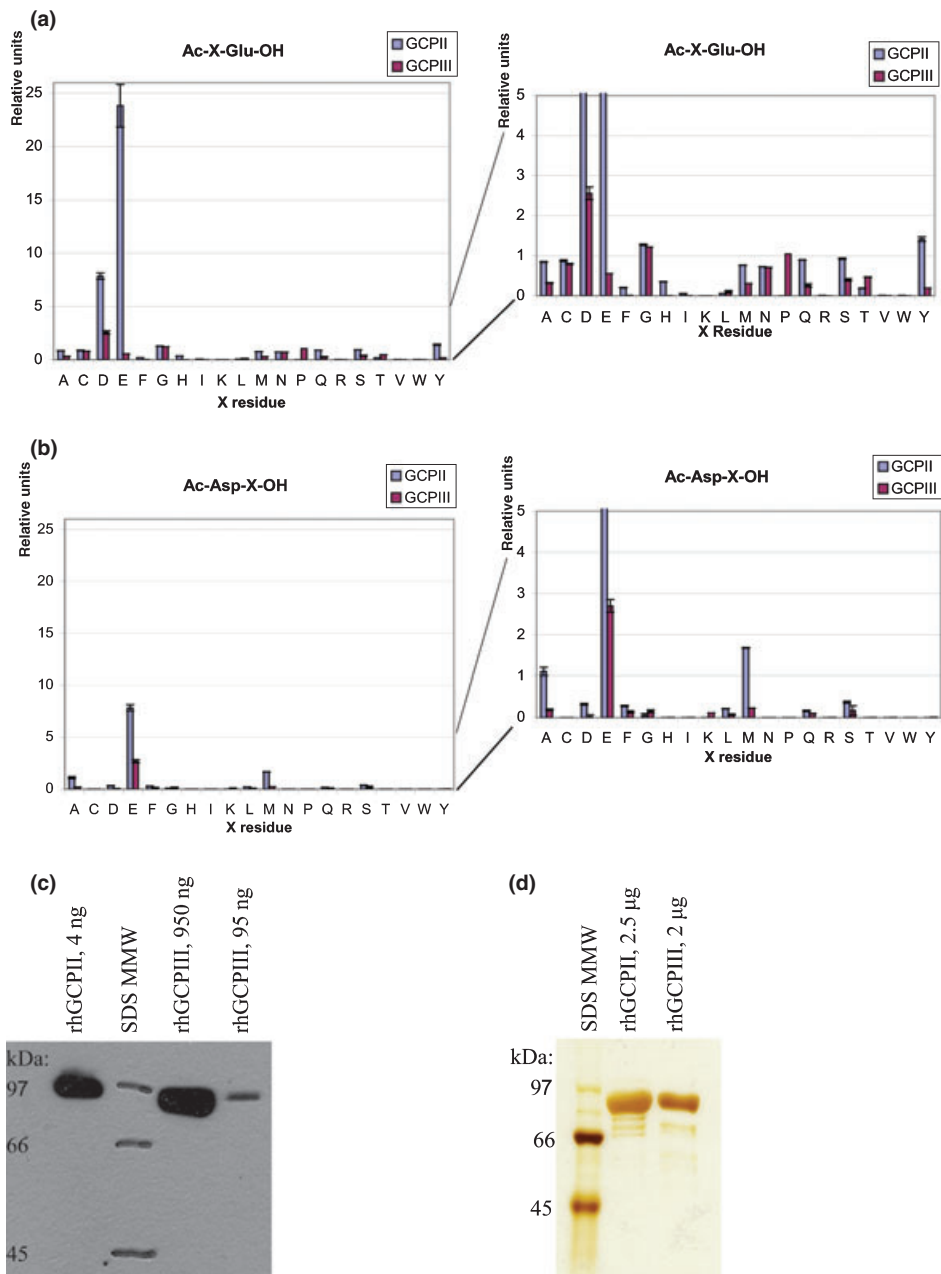 (a)
Ac-X-Glu-OH
GCPII
GCPIII
Relative units
25
20
15
10
5
0
A C D E F G H I K L M N P Q R S T V W Y
X residue
Ac-X-Glu-OH
GCPII
GCPIII
Relative units
5
4
3
2
1
0
A C D E F G H I K L M N P Q R S T V W Y
X Residue
(b)
Ac-Asp-X-OH
GCPII
GCPIII
Relative units
25
20
15
10
5
0
A C D E F G H I K L M N P Q R S T V W Y
X residue
Ac-Asp-X-OH
GCPII
GCPIII
Relative units
5
4
3
2
1
0
A C D E F G H I K L M N P Q R S T V W Y
X residue
(c)
rhGCPII, 4 ng
SDS MMW
rhGCPIII, 950 ng
rhGCPIII, 95 ng
kDa:
97
66
45
(d)
SDS MMW
rhGCPII, 2.5 µg
rhGCPIII, 2 µg
kDa:
97
66
45